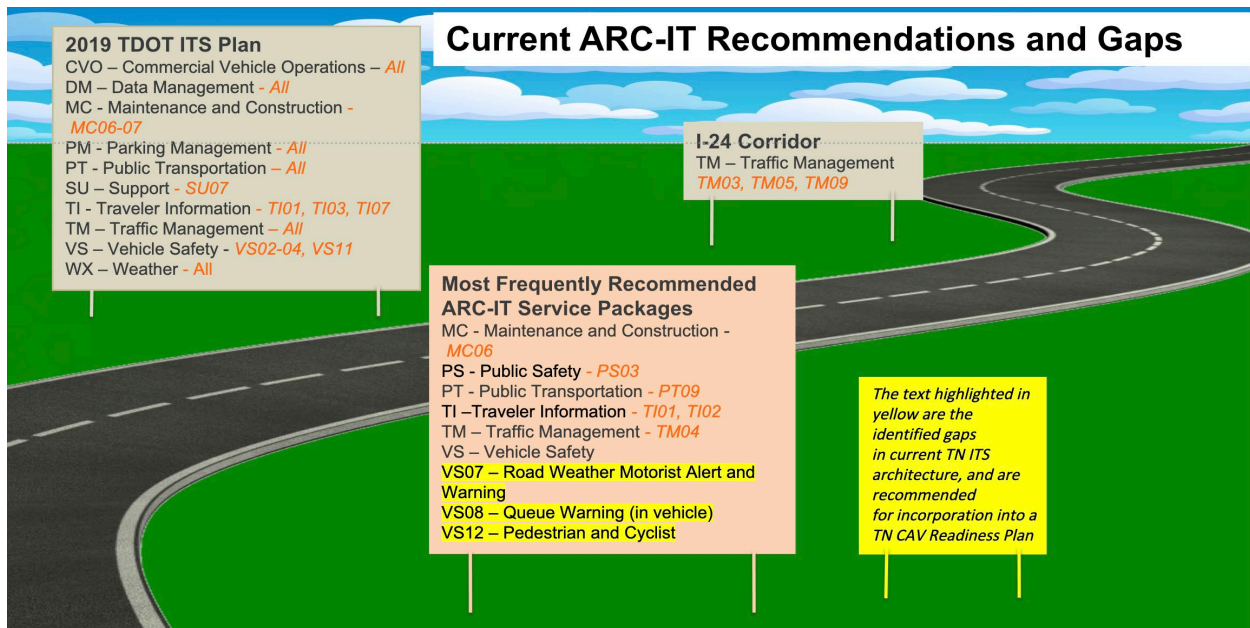 Current ARC-IT Recommendations and Gaps
2019 TDOT ITS Plan
CVO – Commercial Vehicle Operations – All
DM – Data Management - All
MC - Maintenance and Construction -
MC06-07
PM - Parking Management - All
PT - Public Transportation – All
SU – Support - SU07
TI - Traveler Information - TI01, TI03, TI07
TM – Traffic Management – All
VS – Vehicle Safety - VS02-04, VS11
WX – Weather - All
I-24 Corridor
TM – Traffic Management
TM03, TM05, TM09
Most Frequently Recommended
ARC-IT Service Packages
MC - Maintenance and Construction -
MC06
PS - Public Safety - PS03
PT - Public Transportation - PT09
TI –Traveler Information - TI01, TI02
TM – Traffic Management - TM04
VS – Vehicle Safety
VS07 – Road Weather Motorist Alert and
Warning
VS08 – Queue Warning (in vehicle)
VS12 – Pedestrian and Cyclist
The text highlighted in
yellow are the
identified gaps
in current TN ITS
architecture, and are
recommended
for incorporation into a
TN CAV Readiness Plan